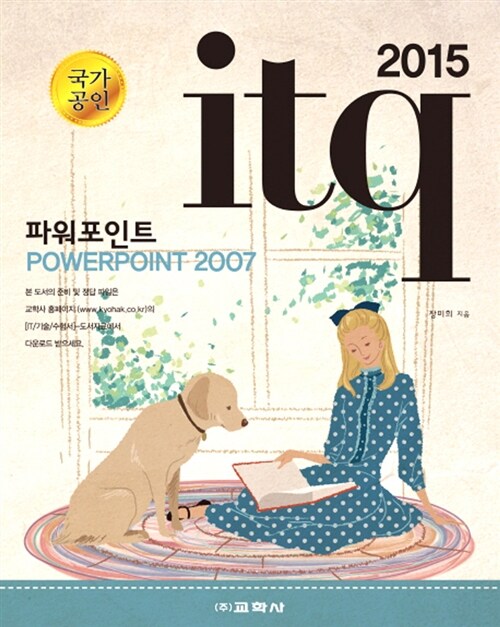 국가
공인
2015
itq
파워포인트
POWERPOINT 2007
본 도서의 준비 및 정답 파일은
교학사 홈페이지(www.kyohak.co.kr)의
[IT/기술/수험서]-도서자료에서
다운로드 받으세요.
장미희 지음
(주)교학사